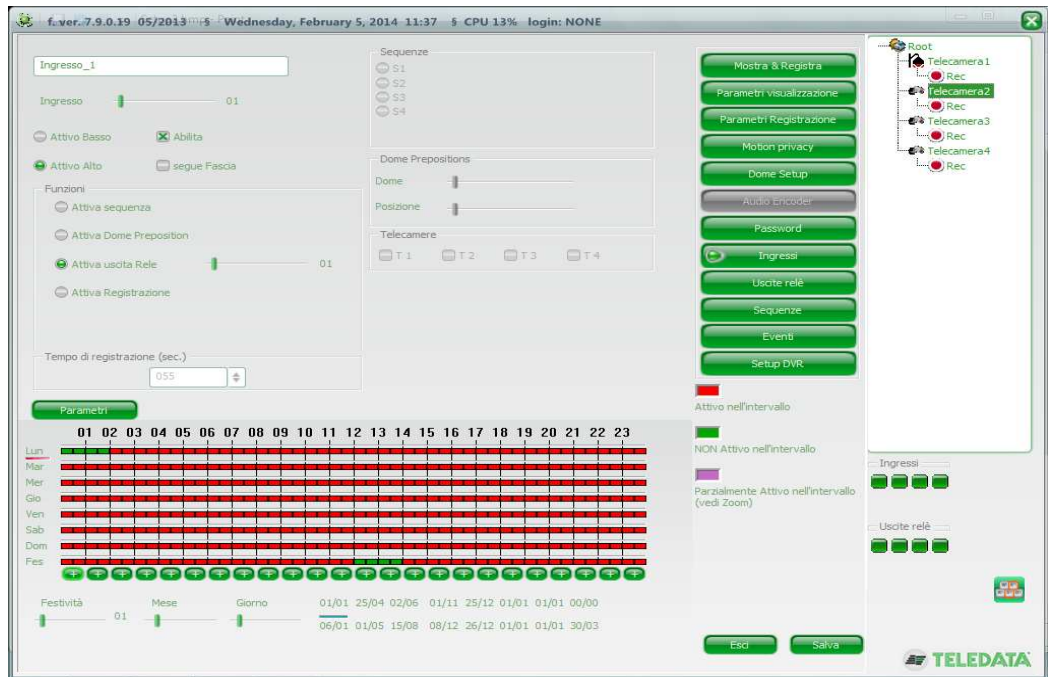 f. ver. 7.9.0.19 05/2013 § Wednesday, February 5, 2014 11:37 § CPU 13% login: NONE
Ingresso_1
Ingresso 01
Attivo Basso Abilita
Attivo Alto segue Fascia
Funzioni
Attiva sequenza
Attiva Dome Preposition
Attiva uscita Rele 01
Attiva Registrazione
Tempo di registrazione (sec.)
055
Sequenze
S1
S2
S3
S4
Dome Prepositions
Dome
Posizione
Telecamere
T 1 T 2 T 3 T 4
Mostra & Registra
Parametri visualizzazione
Parametri Registrazione
Motion privacy
Dome Setup
Audio Encoder
Password
Ingressi
Uscite relè
Sequenze
Eventi
Setup DVR
Root
Telecamera1
Rec
Telecamera2
Rec
Telecamera3
Rec
Telecamera4
Rec
Parametri
01 02 03 04 05 06 07 08 09 10 11 12 13 14 15 16 17 18 19 20 21 22 23
Lun
Mar
Mer
Gio
Ven
Sab
Dom
Fes
Attivo nell'intervallo
NON Attivo nell'intervallo
Parzialmente Attivo nell'intervallo
(vedi Zoom)
Ingressi
Uscite relè
Festività 01 Mese Giorno
01/01 25/04 02/06 01/11 25/12 01/01 01/01 00/00
06/01 01/05 15/08 08/12 26/12 01/01 01/01 30/03
Esci Salva
TELEDATA